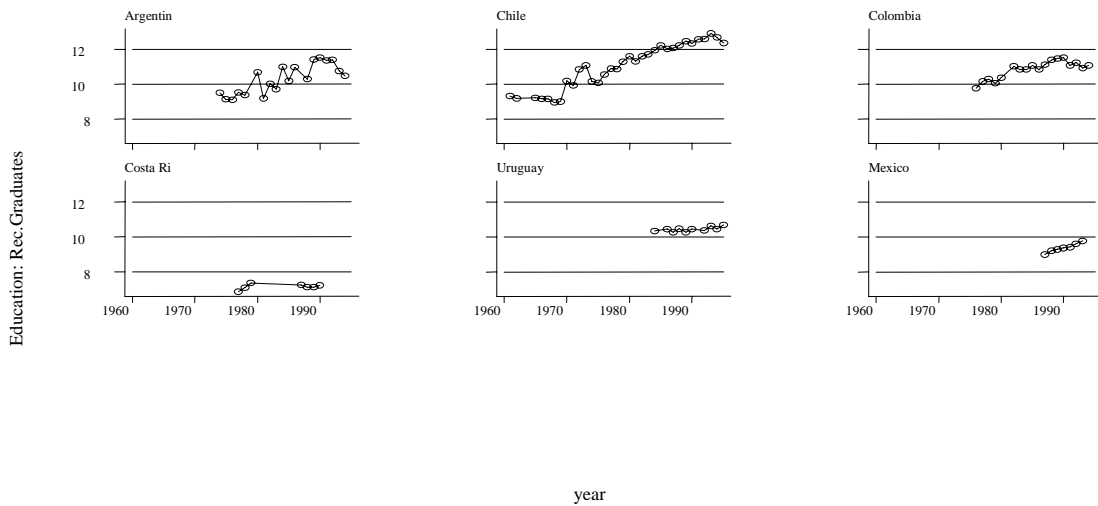 Argentin
Chile
Colombia
12
10
8
Costa Ri
Uruguay
Mexico
12
10
8
1960 1970 1980 1990
1960 1970 1980 1990
1960 1970 1980 1990
Education: Rec.Graduates
year